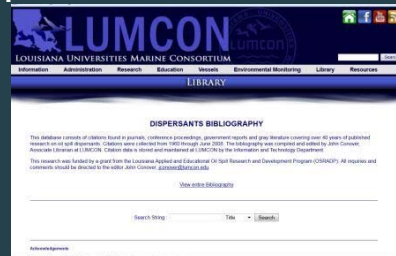 LUMCON
LOUISIANA UNIVERSITIES MARINE CONSORTIUM
Search
Information Administration Research Education Vessels Environmental Monitoring Library Resources
LIBRARY
DISPERSANTS BIBLIOGRAPHY
This database consists of citations found in journals, conference proceedings, government reports and gray literature covering over 40 years of published
research on oil spill dispersants. Citations were collected from 1960 through June 2008. The bibliography was compiled and edited by John Conover,
Associate Librarian at LUMCON. Citation data is stored and maintained at LUMCON by the Information and Technology Department.
This research was funded by a grant from the Louisiana Applied and Educational Oil Spill Research and Development Program (OSRADP). All inquiries and
comments should be directed to the editor John Conover, jconover@lumcon.edu.
View entire Bibliography
Search String: Title Search
Acknowledgements